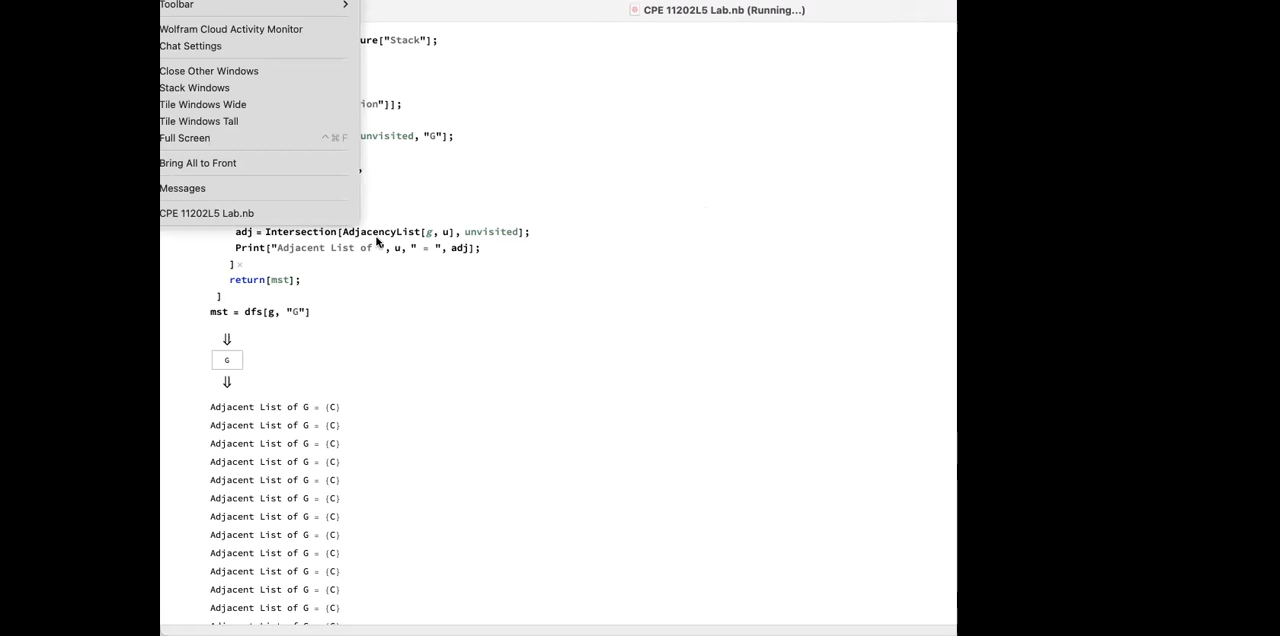 Toolbar
CPE 11202L5 Lab.nb (Running...)
Wolfram Cloud Activity Monitor
Chat Settings
Close Other Windows
Stack Windows
Tile Windows Wide
Tile Windows Tall
Full Screen ^⌘F
Bring All to Front
Messages
CPE 11202L5 Lab.nb
ure["Stack"];
ion"]];
unvisited, "G"];
,
adj = Intersection[AdjacencyList[g, u], unvisited];
Print["Adjacent List of ", u, " = ", adj];
] ×
return[mst];
]
mst = dfs[g, "G"]
⇓
G
⇓
Adjacent List of G = {C}
Adjacent List of G = {C}
Adjacent List of G = {C}
Adjacent List of G = {C}
Adjacent List of G = {C}
Adjacent List of G = {C}
Adjacent List of G = {C}
Adjacent List of G = {C}
Adjacent List of G = {C}
Adjacent List of G = {C}
Adjacent List of G = {C}
Adjacent List of G = {C}